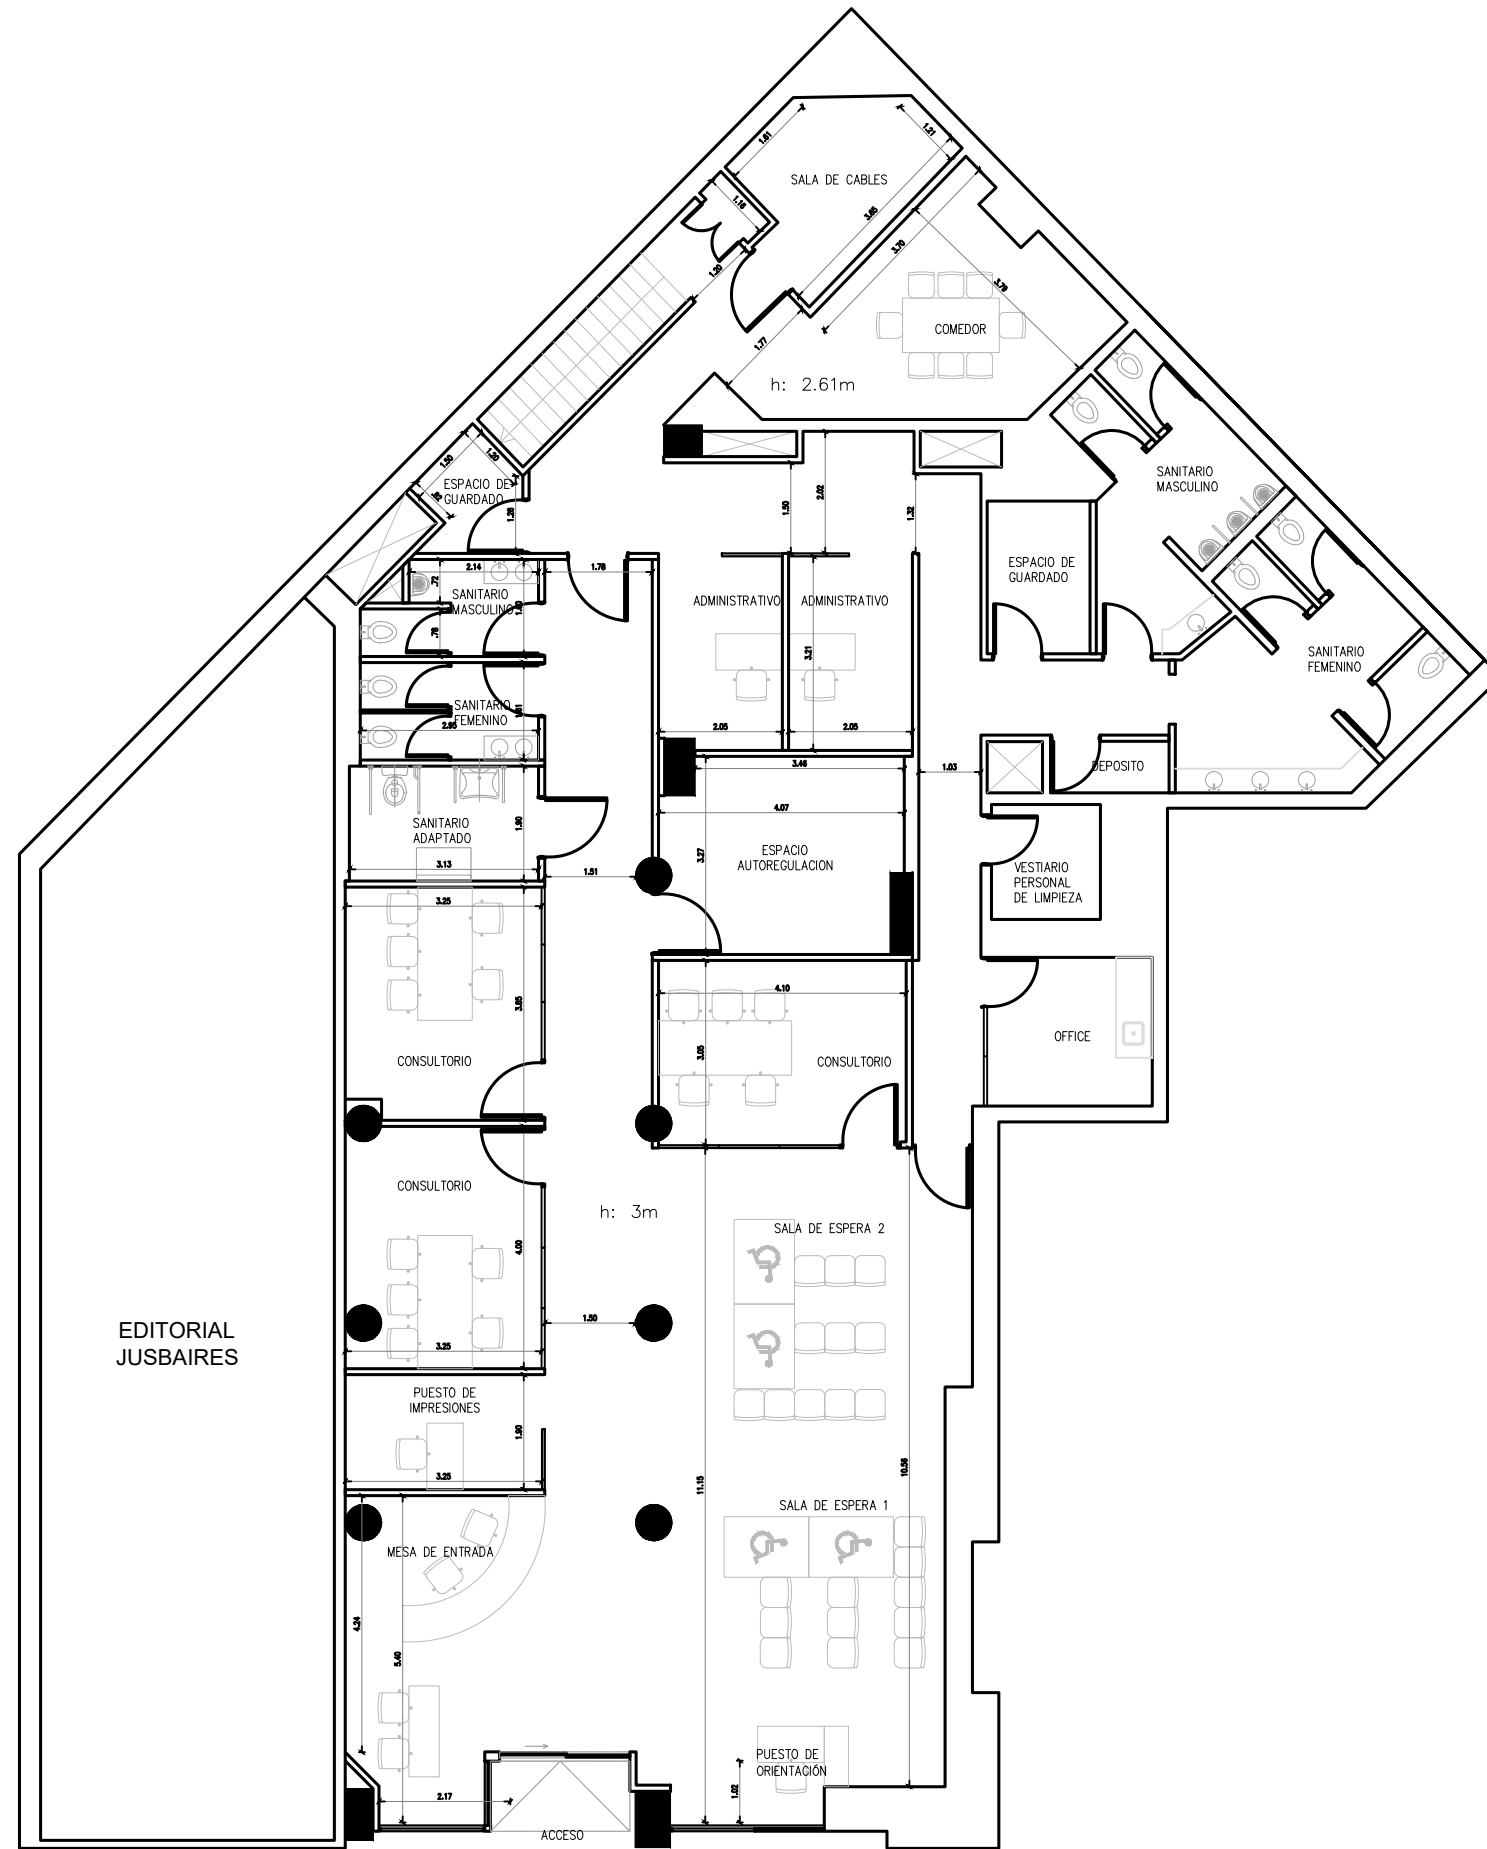 1.61
1.21
SALA DE CABLES
1.16
3.65
3.70
1.20
3.79
COMEDOR
1.77
h: 2.61m
1.50
1.20
ESPACIO DE
GUARDADO
1.28
SANITARIO
MASCULINO
1.50
2.02
1.32
2.14
1.78
.72
SANITARIO
MASCULINO
.78
ESPACIO DE
GUARDADO
ADMINISTRATIVO
ADMINISTRATIVO
3.21
SANITARIO
FEMENINO
SANITARIO
FEMENINO
2.95
2.05
2.05
3.46
1.03
DEPOSITO
4.07
SANITARIO
ADAPTADO
1.90
3.13
1.51
3.27
ESPACIO
AUTOREGULACION
VESTIARIO
PERSONAL
DE LIMPIEZA
3.25
4.10
3.65
CONSULTORIO
3.05
CONSULTORIO
OFFICE
CONSULTORIO
h: 3m
SALA DE ESPERA 2
4.00
1.50
EDITORIAL
JUSBAIRES
3.25
PUESTO DE
IMPRESIONES
1.90
3.25
11.15
10.56
SALA DE ESPERA 1
MESA DE ENTRADA
4.24
5.40
PUESTO DE
ORIENTACIÓN
1.02
2.17
ACCESO